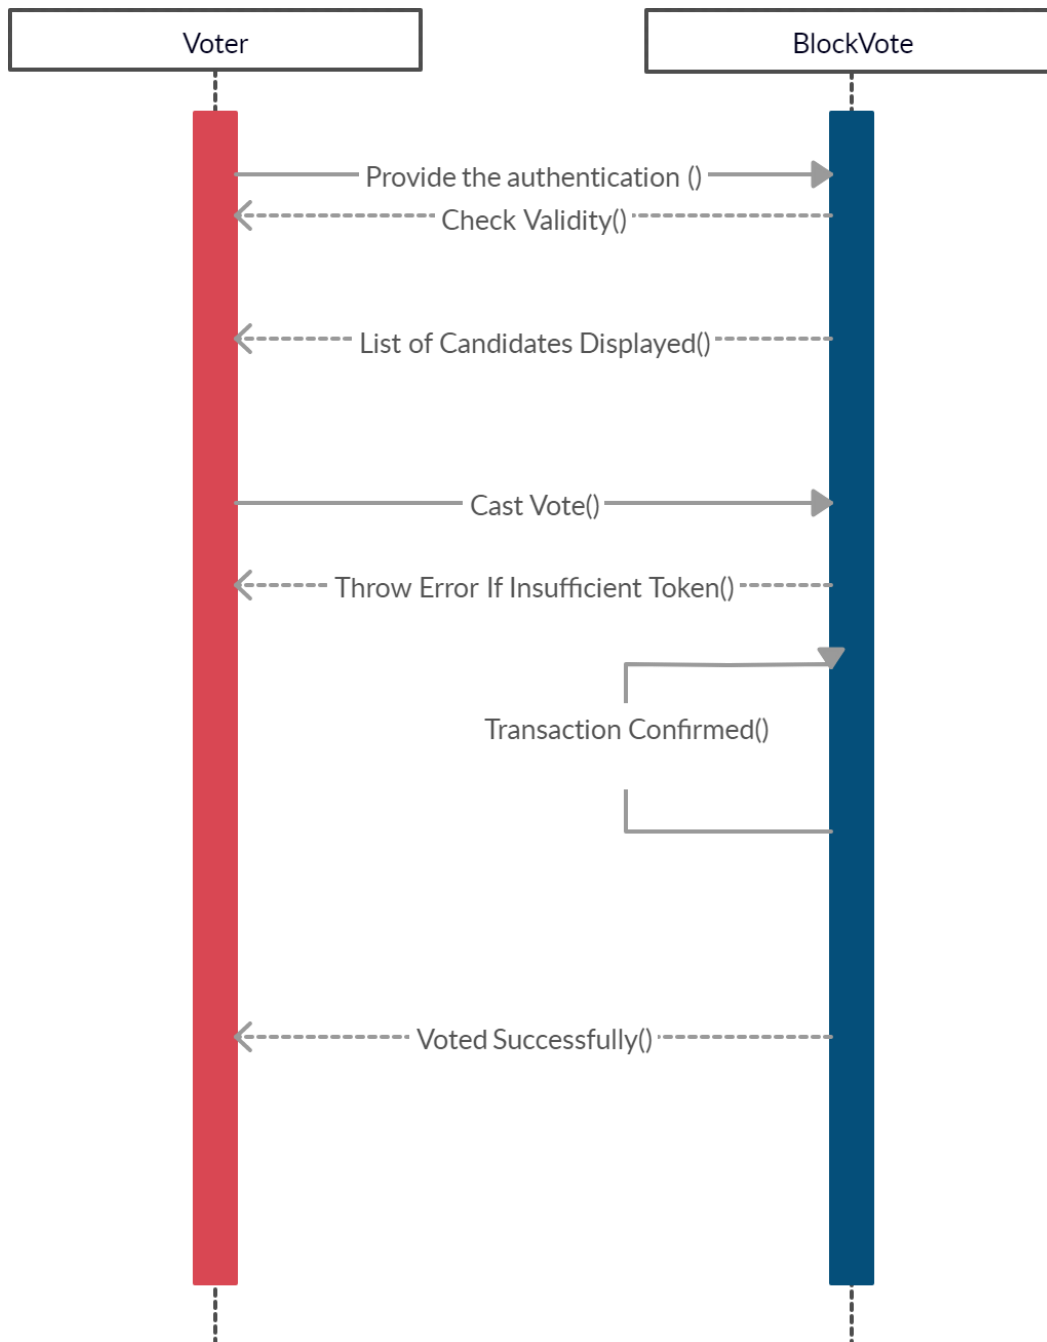 Voter
BlockVote
Provide the authentication ()
Check Validity()
List of Candidates Displayed()
Cast Vote()
Throw Error If Insufficient Token()
Transaction Confirmed()
Voted Successfully()